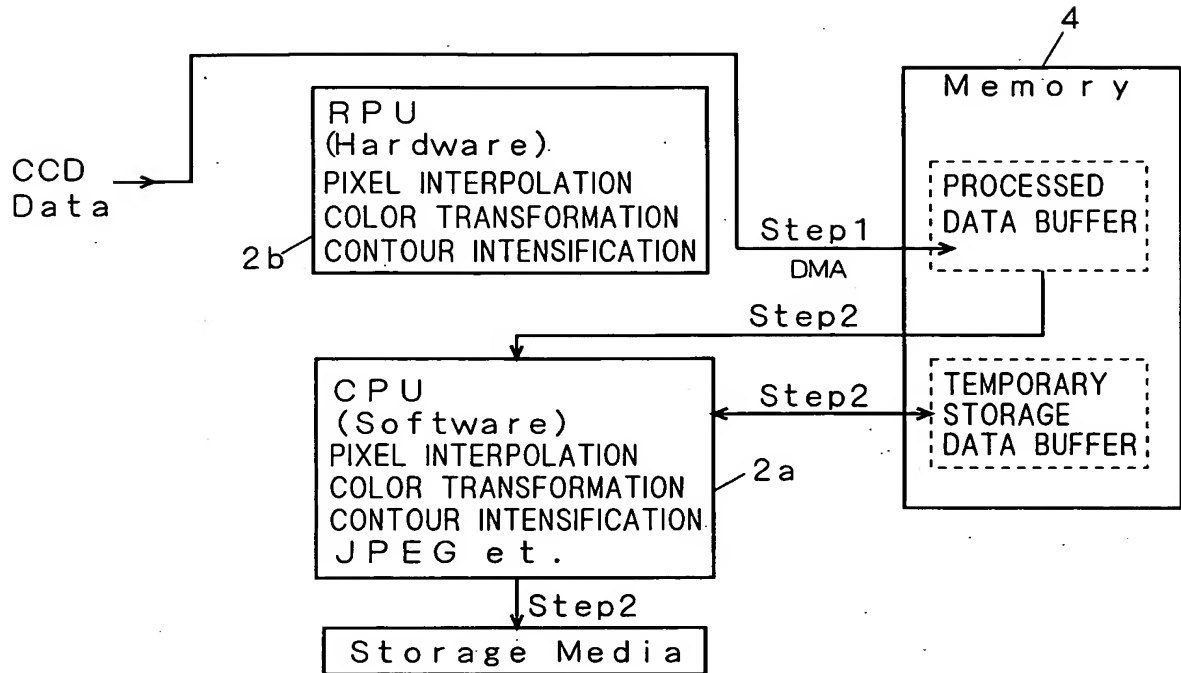 4
Memory
RPU
(Hardware)
PIXEL INTERPOLATION
COLOR TRANSFORMATION
CONTOUR INTENSIFICATION
2b
CCD
Data
PROCESSED
DATA BUFFER
Step1
DMA
Step2
CPU
(Software)
PIXEL INTERPOLATION
COLOR TRANSFORMATION
CONTOUR INTENSIFICATION
JPEG et.
2a
Step2
TEMPORARY
STORAGE
DATA BUFFER
Step2
Storage Media